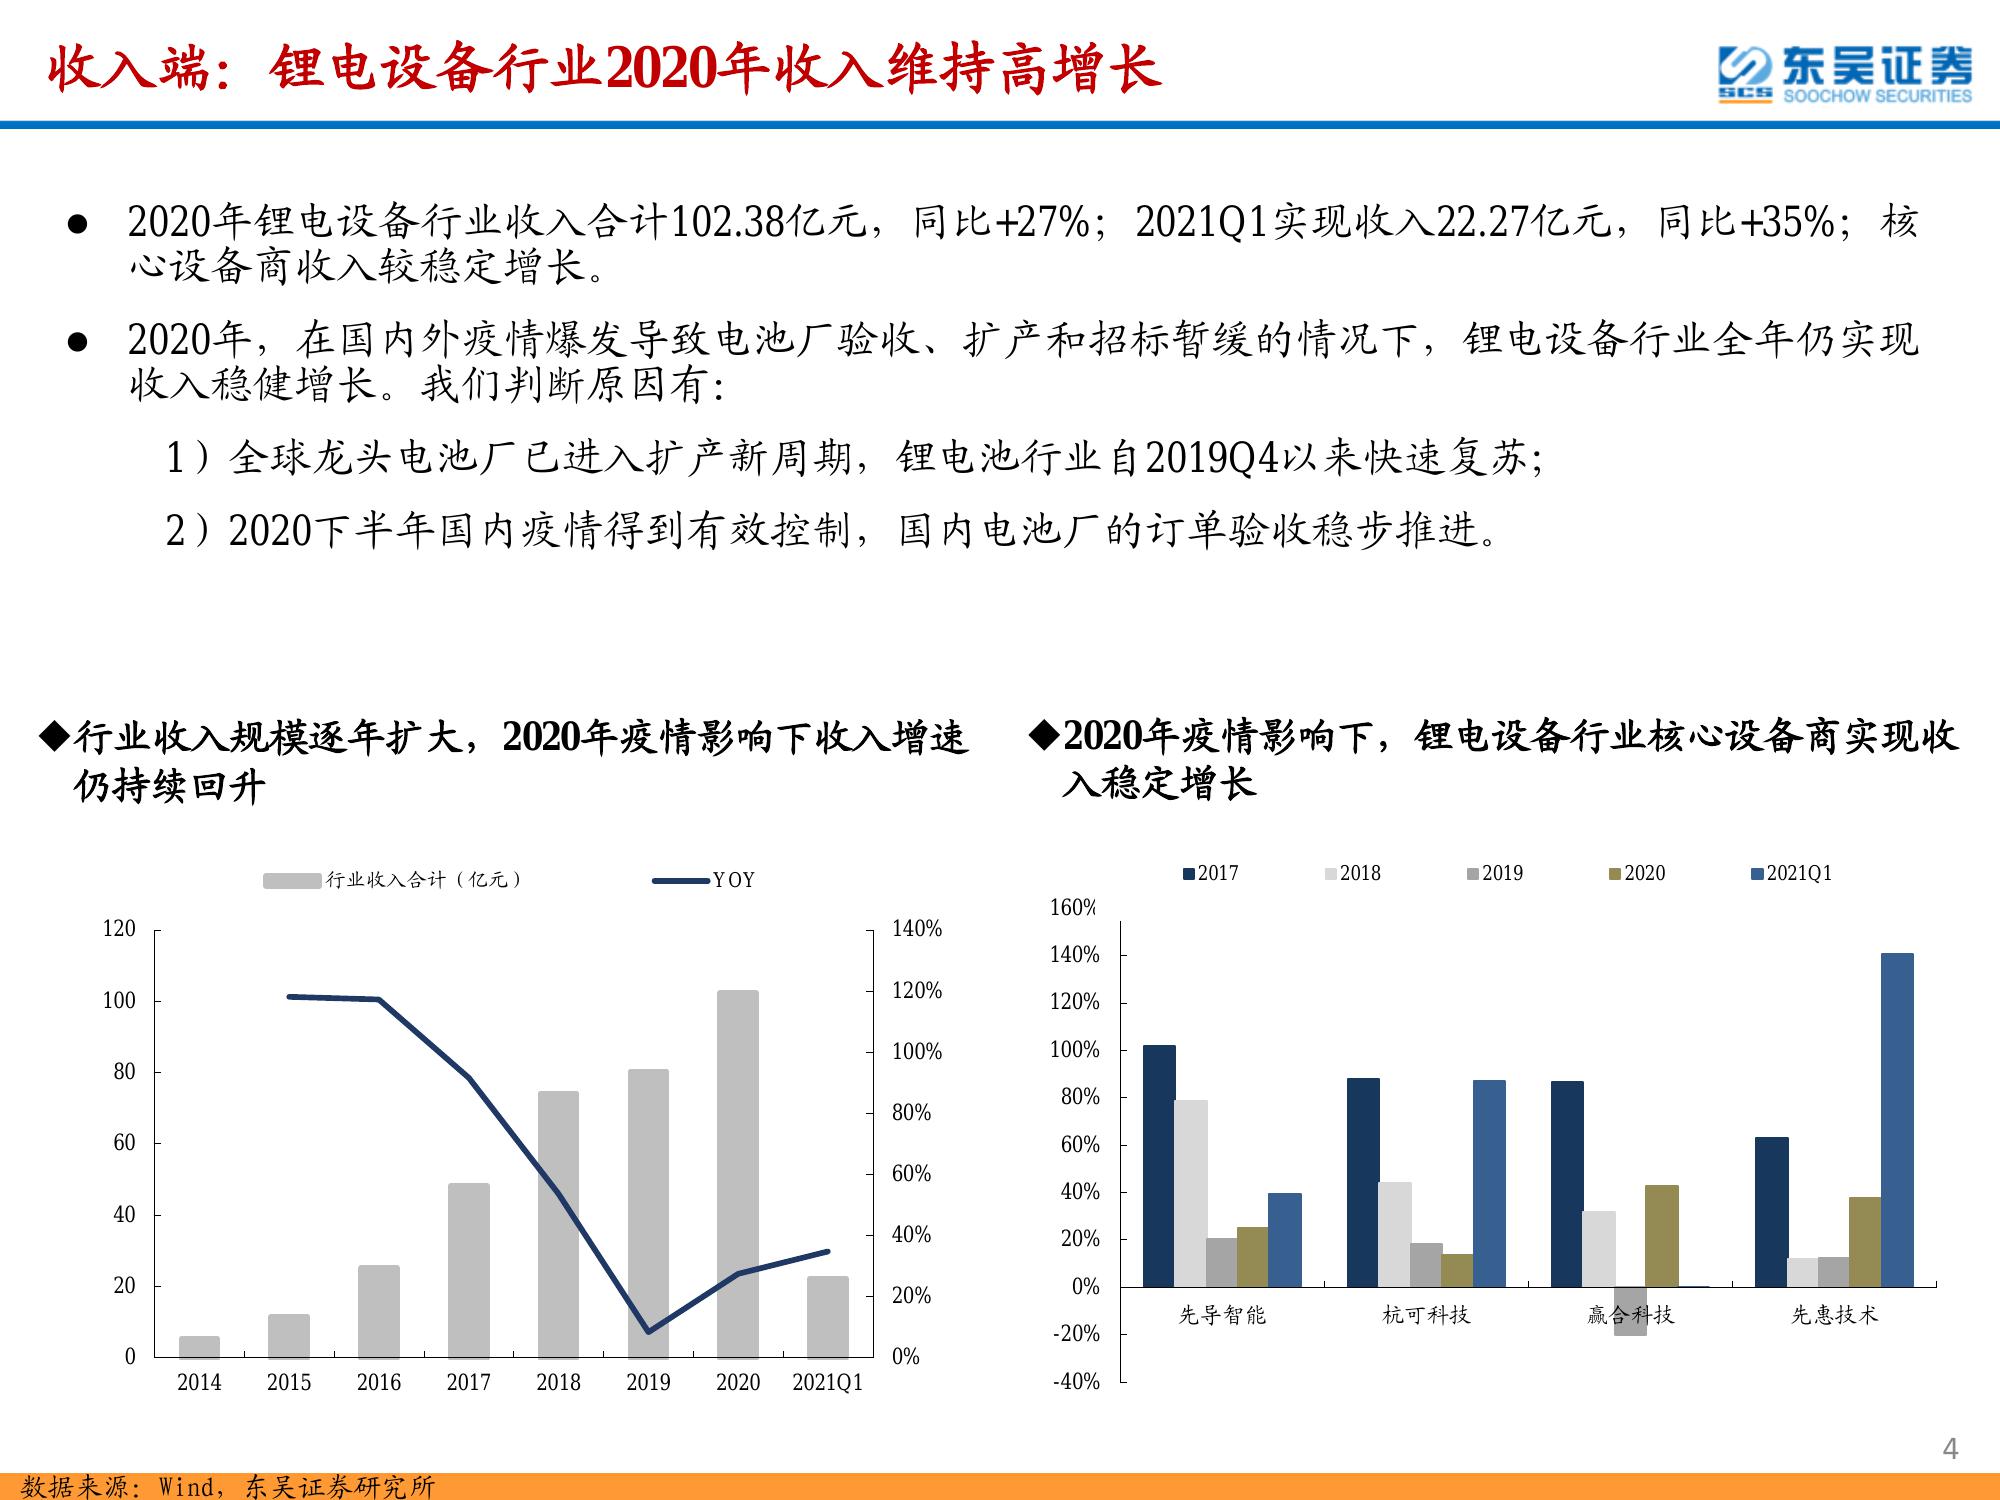 收入端：锂电设备行业2020年收入维持高增长
东吴证券
SCS SOOCHOW SECURITIES
● 2020年锂电设备行业收入合计102.38亿元，同比+27%；2021Q1实现收入22.27亿元，同比+35%；核
心设备商收入较稳定增长。
● 2020年，在国内外疫情爆发导致电池厂验收、扩产和招标暂缓的情况下，锂电设备行业全年仍实现
收入稳健增长。我们判断原因有：
1）全球龙头电池厂已进入扩产新周期，锂电池行业自2019Q4以来快速复苏；
2）2020下半年国内疫情得到有效控制，国内电池厂的订单验收稳步推进。
◆行业收入规模逐年扩大，2020年疫情影响下收入增速
仍持续回升
行业收入合计（亿元） YOY
120
100
80
60
40
20
0
140%
120%
100%
80%
60%
40%
20%
0%
2014 2015 2016 2017 2018 2019 2020 2021Q1
◆2020年疫情影响下，锂电设备行业核心设备商实现收
入稳定增长
2017 2018 2019 2020 2021Q1
160%
140%
120%
100%
80%
60%
40%
20%
0%
-20%
-40%
先导智能 杭可科技 赢合科技 先惠技术
4
数据来源：Wind，东吴证券研究所